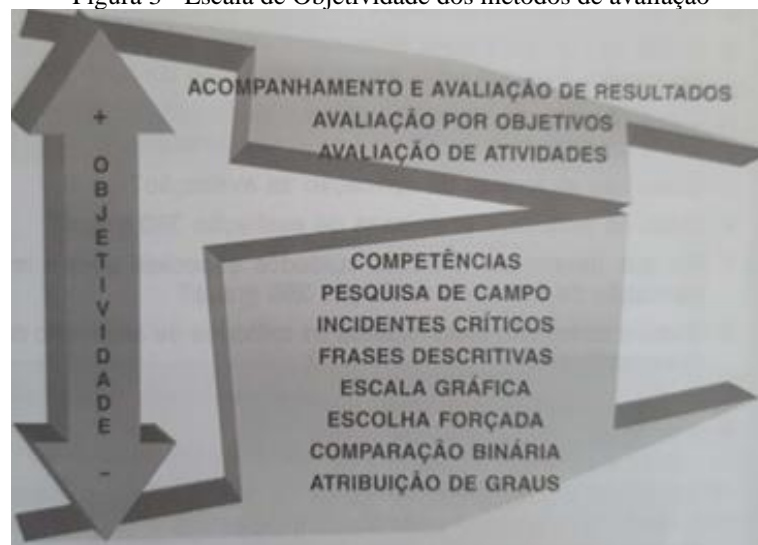 Figura 3 - Escala de Objetividade dos métodos de avaliação
+ OBJETIVIDADE -
ACOMPANHAMENTO E AVALIAÇÃO DE RESULTADOS
AVALIAÇÃO POR OBJETIVOS
AVALIAÇÃO DE ATIVIDADES
COMPETÊNCIAS
PESQUISA DE CAMPO
INCIDENTES CRÍTICOS
FRASES DESCRITIVAS
ESCALA GRÁFICA
ESCOLHA FORÇADA
COMPARAÇÃO BINÁRIA
ATRIBUIÇÃO DE GRAUS